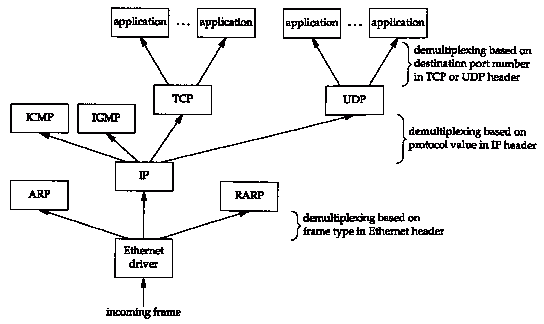 application ... application application ... application
demultiplexing based on
destination port number
in TCP or UDP header
TCP UDP
ICMP IGMP
demultiplexing based on
protocol value in IP header
IP
ARP RARP
demultiplexing based on
frame type in Ethernet header
Ethernet
driver
incoming frame